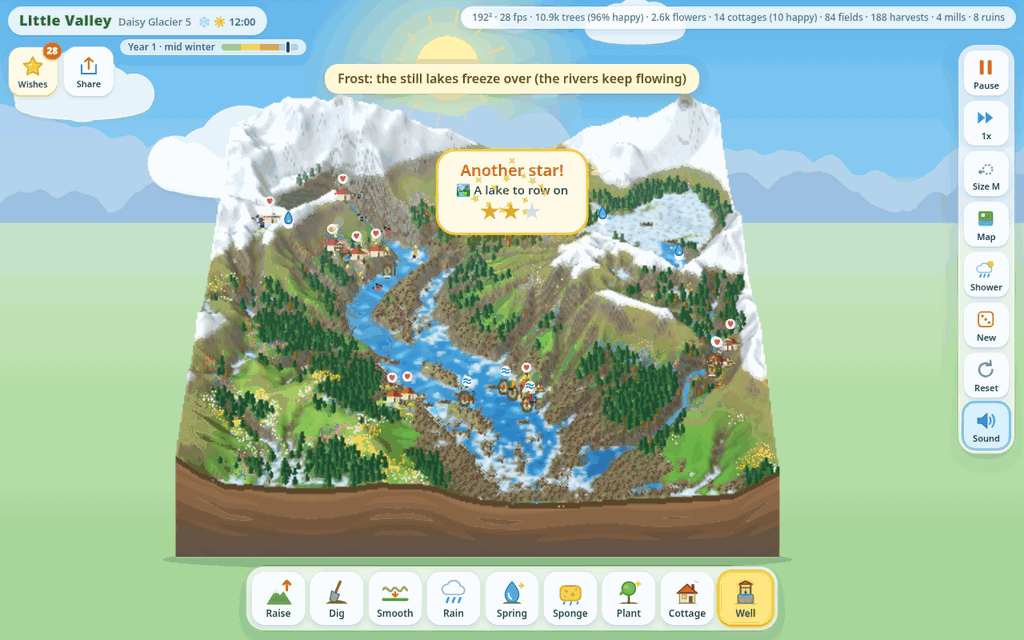 Little Valley Daisy Glacier 5 ❄️ ☀️ 12:00
192² · 28 fps · 10.9k trees (96% happy) · 2.6k flowers · 14 cottages (10 happy) · 84 fields · 188 harvests · 4 mills · 8 ruins
Year 1 · mid winter
28
Wishes
Share
Frost: the still lakes freeze over (the rivers keep flowing)
Another star!
A lake to row on
Pause
1x
Size M
Map
Shower
New
Reset
Sound
Raise
Dig
Smooth
Rain
Spring
Sponge
Plant
Cottage
Well